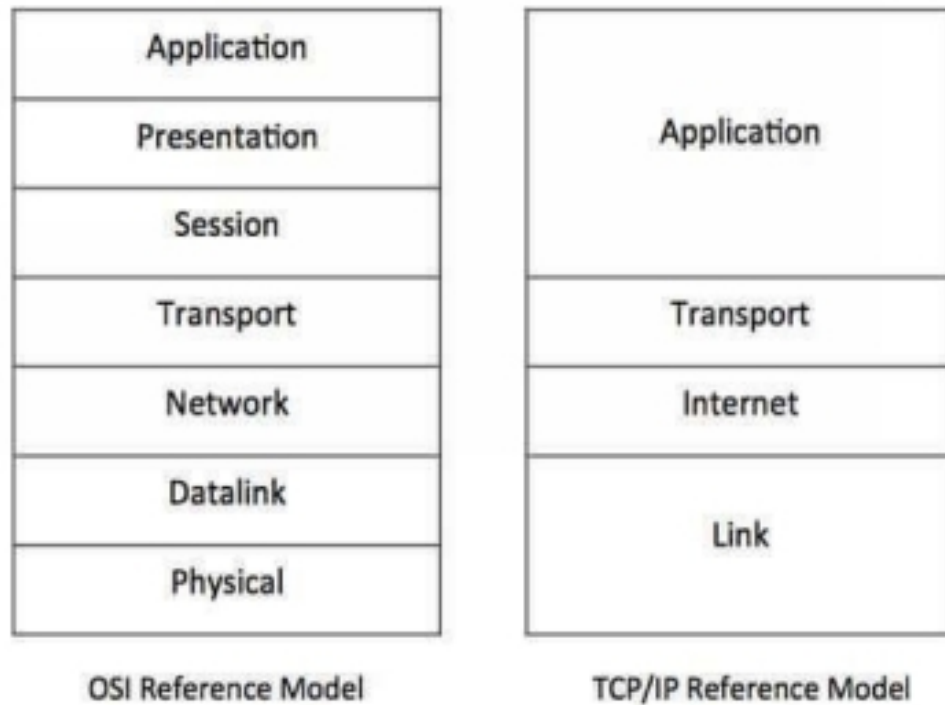 Application
Presentation
Session
Transport
Network
Datalink
Physical
OSI Reference Model
Application
Transport
Internet
Link
TCP/IP Reference Model